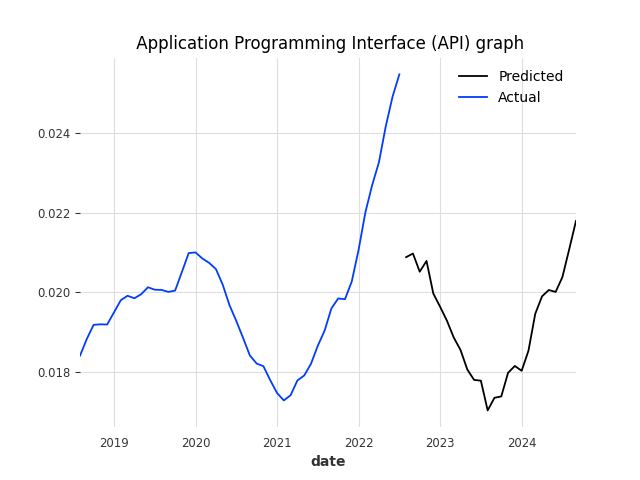 Application Programming Interface (API) graph
Predicted
Actual
0.024
0.022
0.020
0.018
2019 2020 2021 2022 2023 2024
date